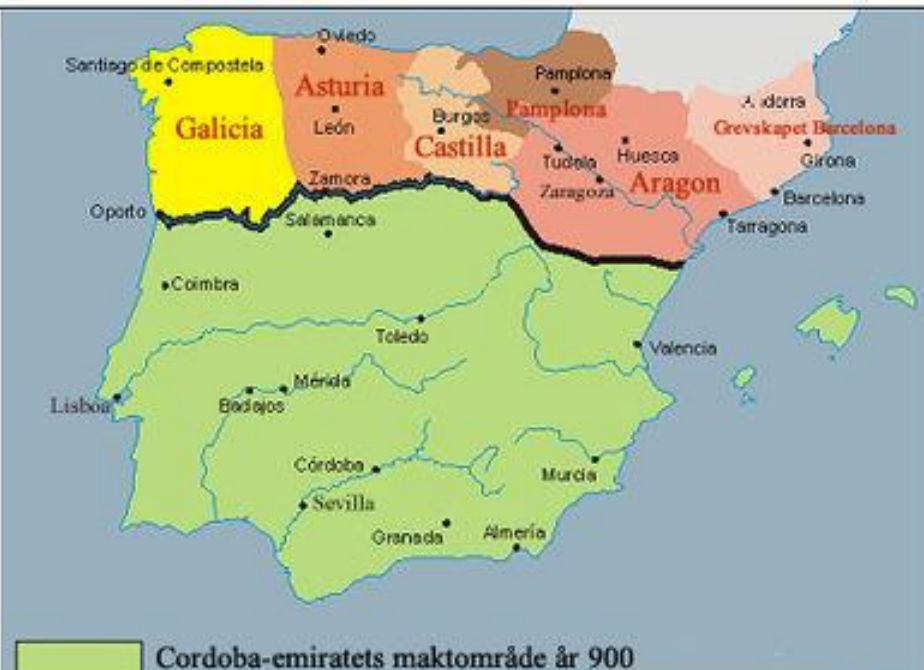 Oviedo
Santiago de Compostela
Pamplona
Asturia
Andorra
Galicia
León
Burgos
Pamplona
Grevskapet Barcelona
Castilla
Tudela
Huesca
Girona
Zamora
Zaragoza
Aragon
Barcelona
Oporto
Salamanca
Tarragona
Coimbra
Toledo
Valencia
Mérida
Lisboa
Badajos
Córdoba
Murcia
Sevilla
Granada
Almería
Cordoba-emiratets maktområde år 900